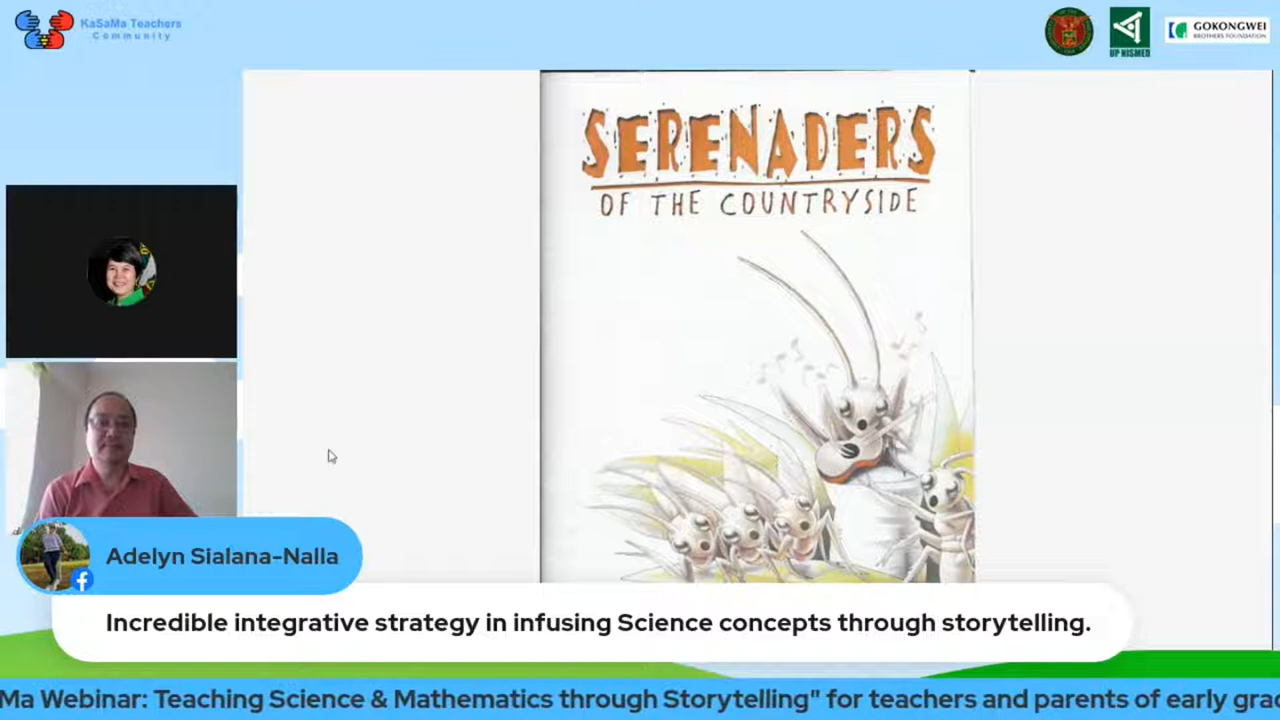 KaSaMa Teachers
Community
UP NISMED
GOKONGWEI
BROTHERS FOUNDATION
SERENADERS
OF THE COUNTRYSIDE
Adelyn Sialana-Nalla
Incredible integrative strategy in infusing Science concepts through storytelling.
Ma Webinar: Teaching Science & Mathematics through Storytelling" for teachers and parents of early grad